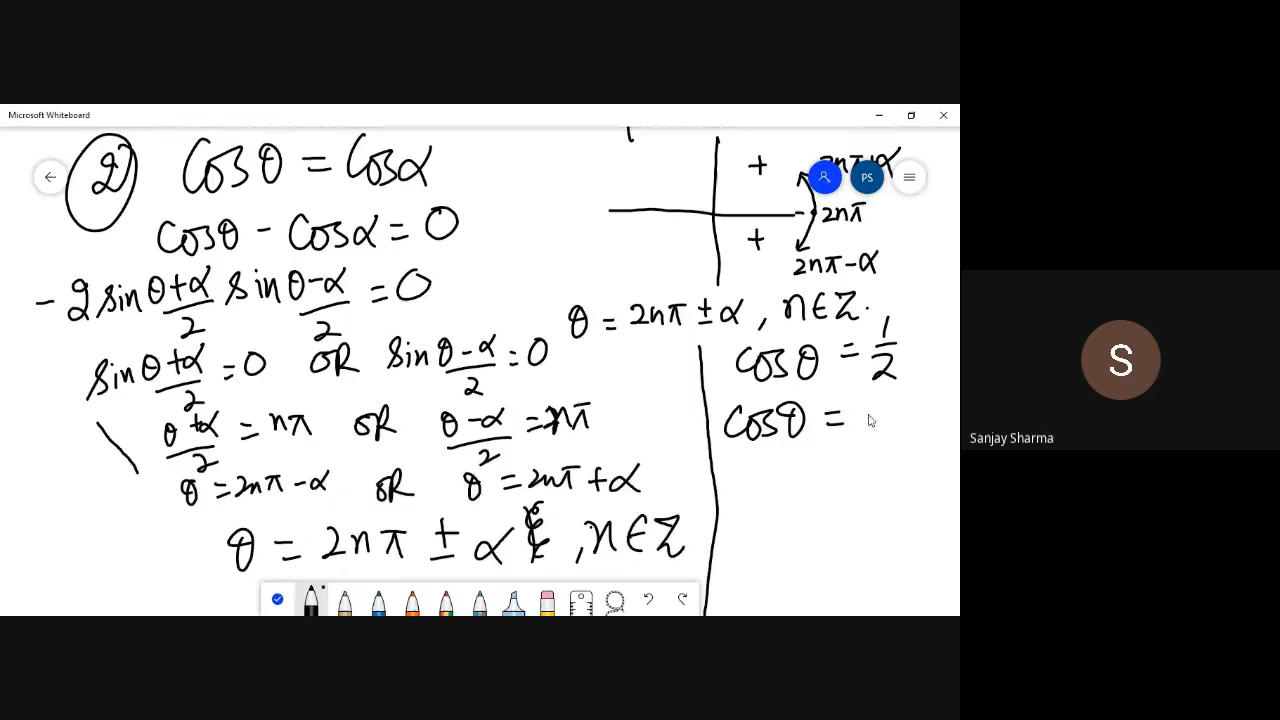 Microsoft Whiteboard
2) Cosθ = Cosα
Cosθ - Cosα = 0
-2 sin (θ+α)/2 sin (θ-α)/2 = 0
sin (θ+α)/2 = 0 OR sin (θ-α)/2 = 0
(θ+α)/2 = nπ OR (θ-α)/2 = nπ
θ = 2nπ - α OR θ = 2nπ + α
θ = 2nπ ± α , n∈Z
+ 2nπ+α
PS
2nπ
+
2nπ-α
θ = 2nπ ± α , n∈Z.
Cosθ = 1/2
Cosθ =
S
Sanjay Sharma